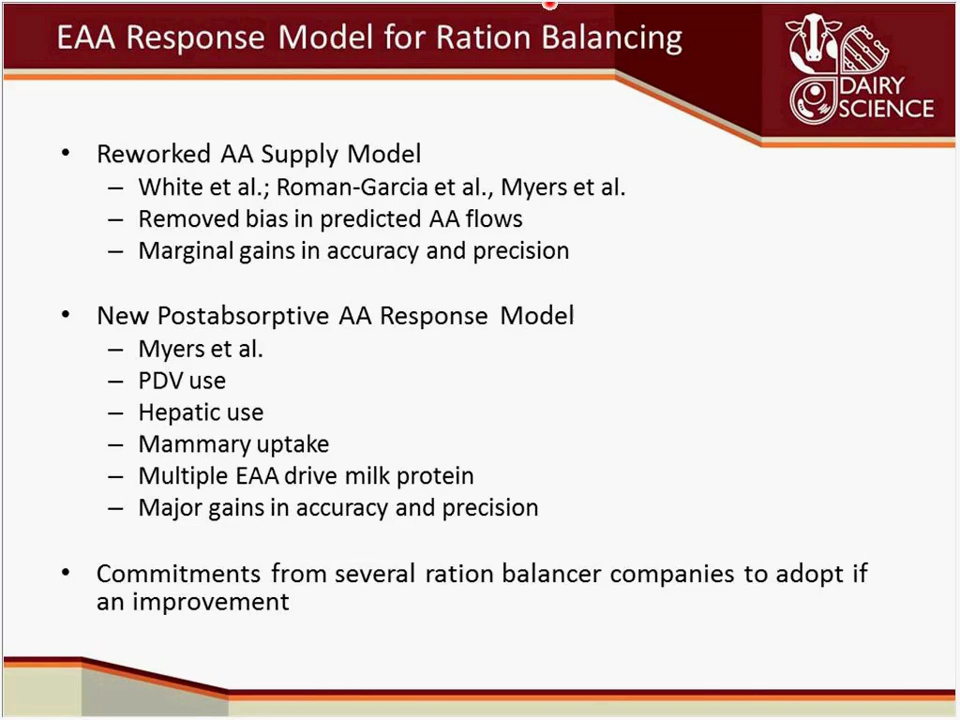 EAA Response Model for Ration Balancing
DAIRY
SCIENCE
• Reworked AA Supply Model
– White et al.; Roman-Garcia et al., Myers et al.
– Removed bias in predicted AA flows
– Marginal gains in accuracy and precision
• New Postabsorptive AA Response Model
– Myers et al.
– PDV use
– Hepatic use
– Mammary uptake
– Multiple EAA drive milk protein
– Major gains in accuracy and precision
• Commitments from several ration balancer companies to adopt if
an improvement